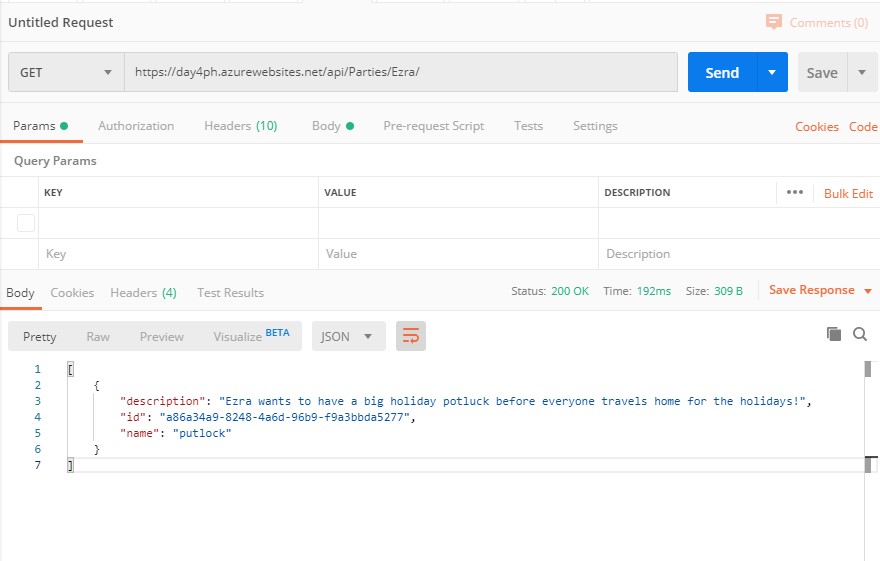 Untitled Request Comments (0)
GET https://day4ph.azurewebsites.net/api/Parties/Ezra/ Send Save
Params Authorization Headers (10) Body Pre-request Script Tests Settings Cookies Code
Query Params
KEY VALUE DESCRIPTION ••• Bulk Edit
Key Value Description
Body Cookies Headers (4) Test Results Status: 200 OK Time: 192ms Size: 309 B Save Response
Pretty Raw Preview Visualize BETA JSON
1 [
2 {
3 "description": "Ezra wants to have a big holiday potluck before everyone travels home for the holidays!",
4 "id": "a86a34a9-8248-4a6d-96b9-f9a3bbda5277",
5 "name": "putlock"
6 }
7 ]